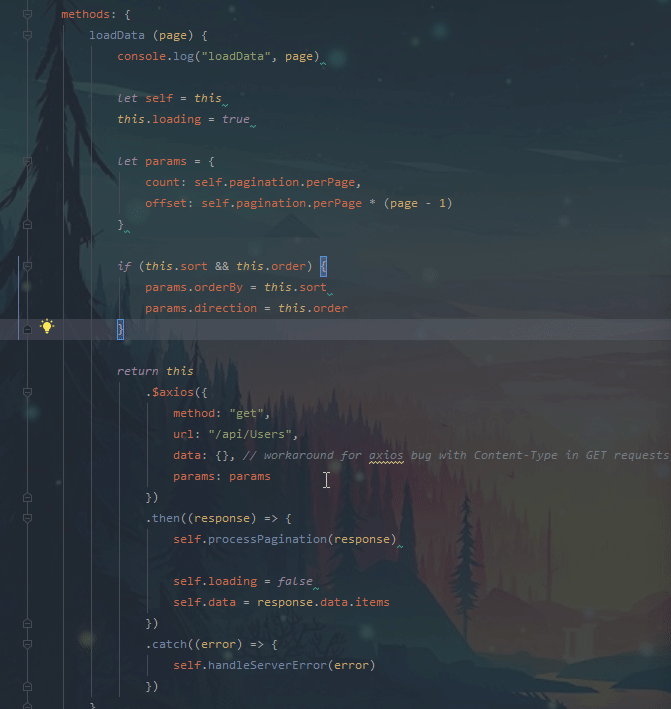 methods: {
loadData (page) {
console.log("loadData", page)
let self = this
this.loading = true
let params = {
count: self.pagination.perPage,
offset: self.pagination.perPage * (page - 1)
}
if (this.sort && this.order) {
params.orderBy = this.sort
params.direction = this.order
}
return this
.$axios({
method: "get",
url: "/api/Users",
data: {}, // workaround for axios bug with Content-Type in GET requests
params: params
})
.then((response) => {
self.processPagination(response)
self.loading = false
self.data = response.data.items
})
.catch((error) => {
self.handleServerError(error)
})
}